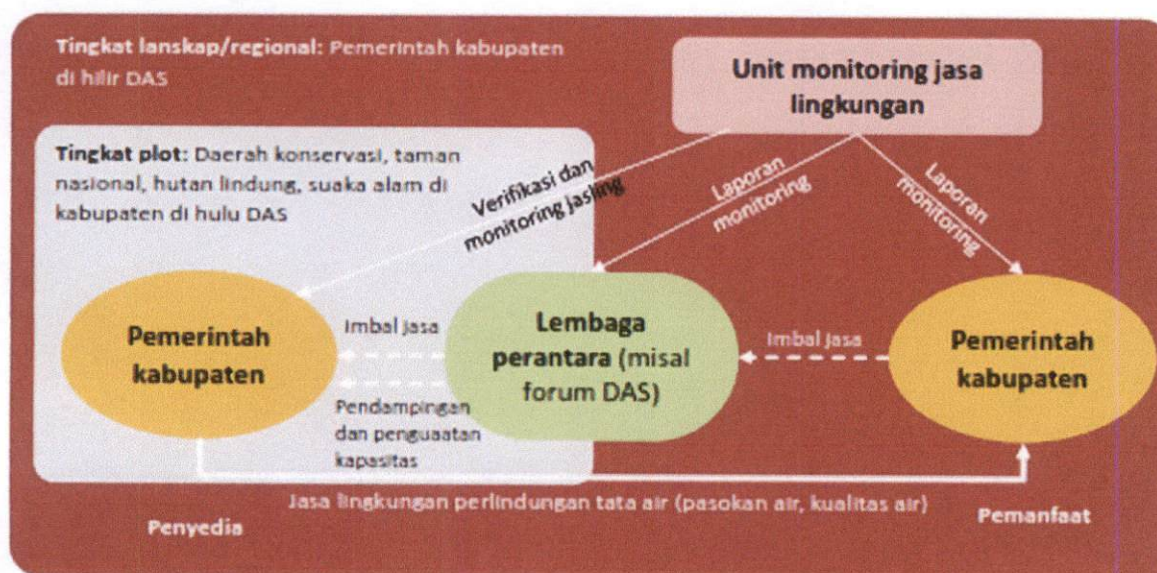 Tingkat lanskap/regional: Pemerintah kabupaten
di hilir DAS
Unit monitoring jasa
lingkungan
Tingkat plot: Daerah konservasi, taman
nasional, hutan lindung, suaka alam di
kabupaten di hulu DAS
Verifikasi dan
monitoring jasling
Laporan
monitoring
Laporan
monitoring
Pemerintah
kabupaten
Imbal jasa
Lembaga
perantara (misal
forum DAS)
Imbal jasa
Pemerintah
kabupaten
Pendampingan
dan penguaatan
kapasitas
Jasa lingkungan perlindungan tata air (pasokan air, kualitas air)
Penyedia
Pemanfaat